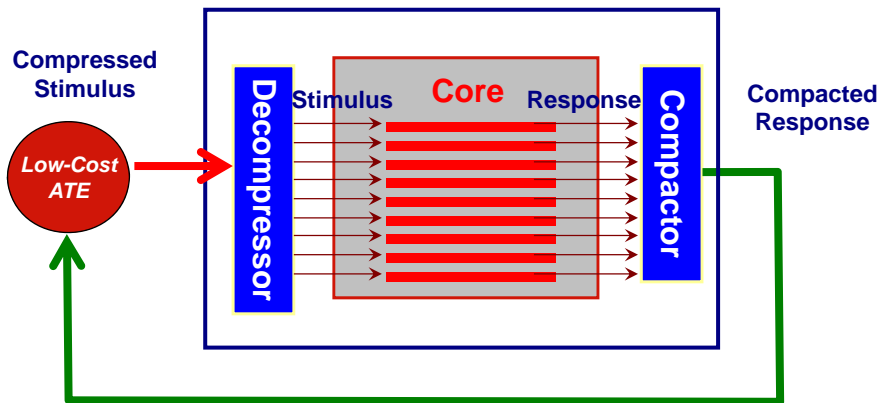 Compressed
Stimulus
Low-Cost
ATE
Decompressor
Stimulus
Core
Response
Compactor
Compacted
Response